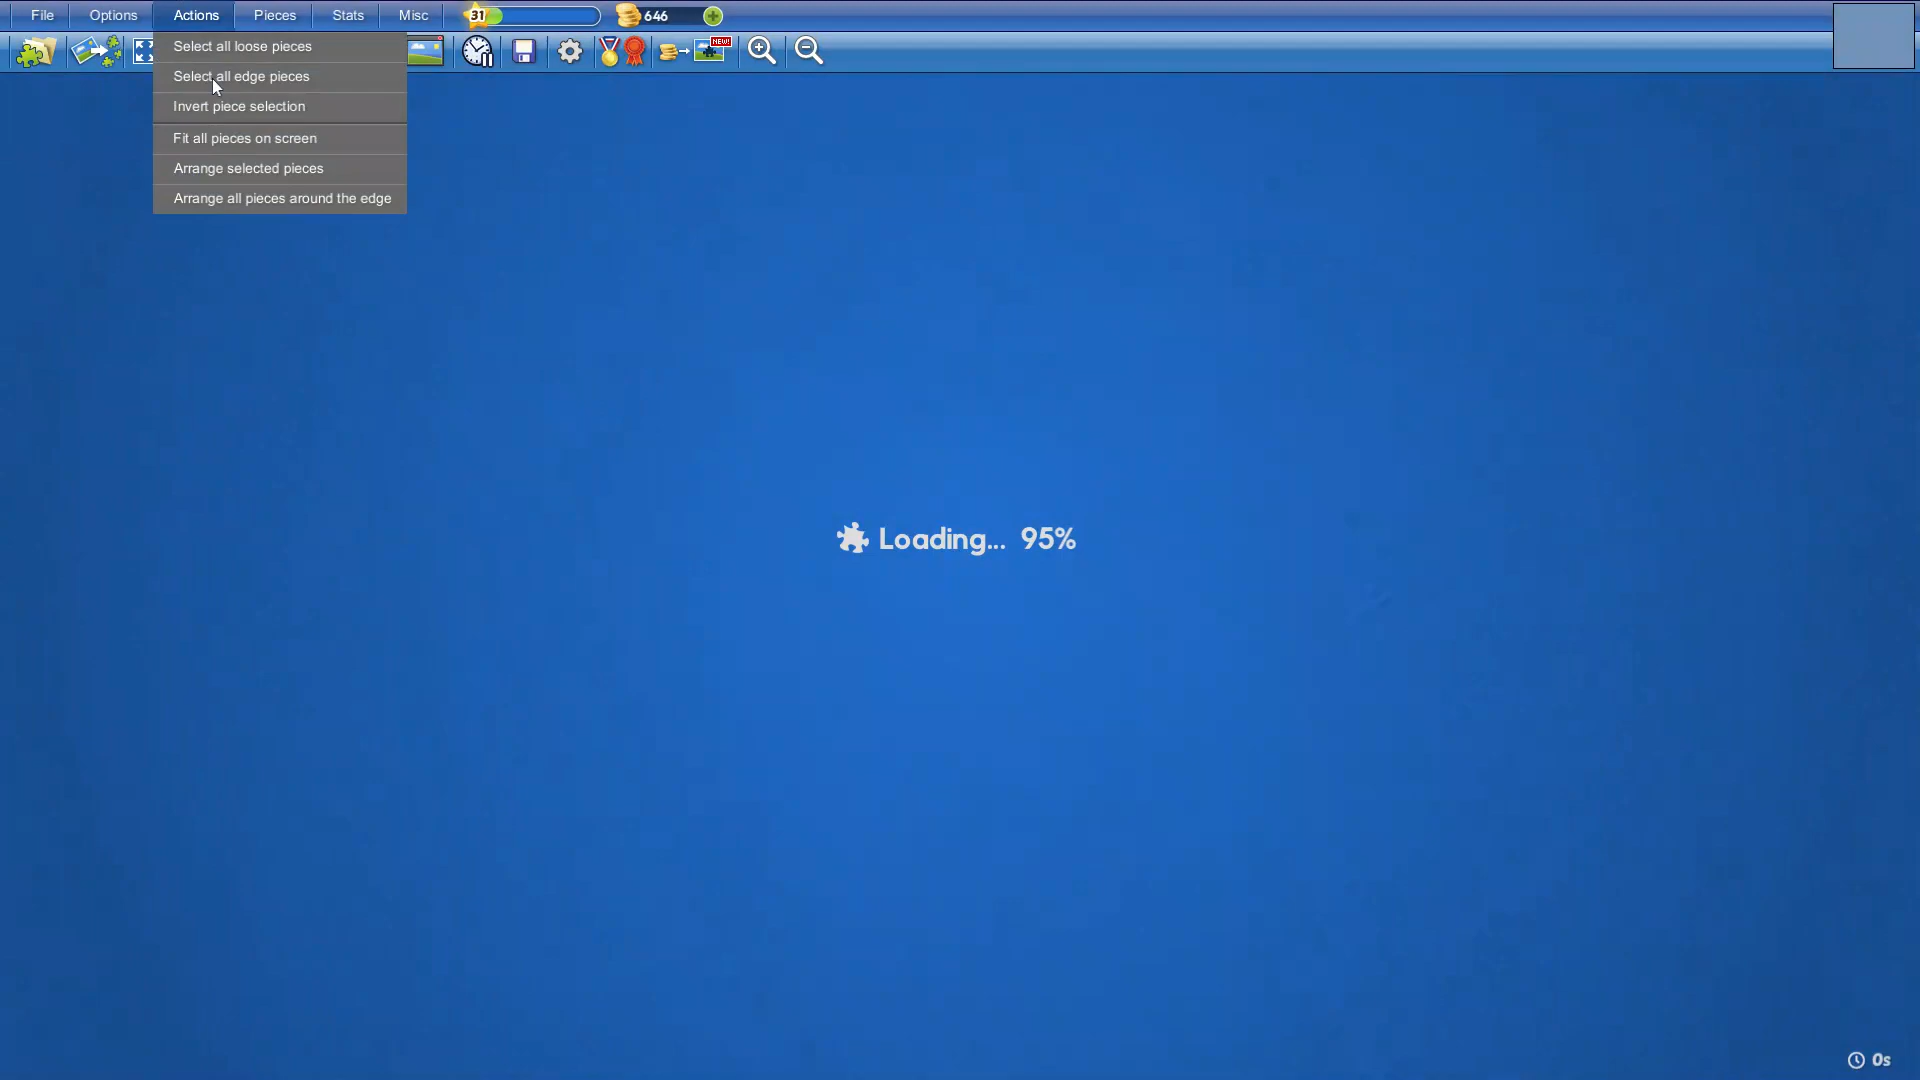 File Options Actions Pieces Stats Misc 31 646
NEW!
Select all loose pieces
Select all edge pieces
Invert piece selection
Fit all pieces on screen
Arrange selected pieces
Arrange all pieces around the edge
Loading... 95%
0s